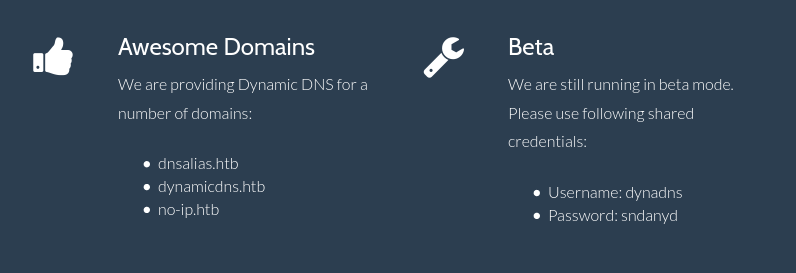 Awesome Domains
We are providing Dynamic DNS for a
number of domains:
dnsalias.htb
dynamicdns.htb
no-ip.htb
Beta
We are still running in beta mode.
Please use following shared
credentials:
Username: dynadns
Password: sndanyd